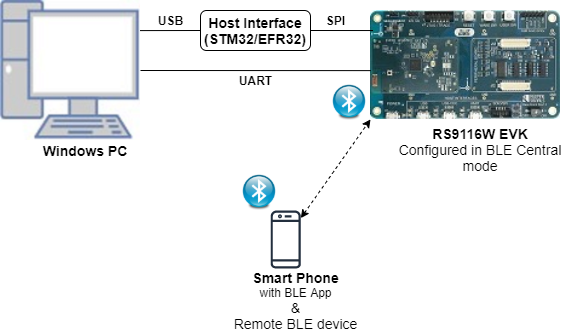 USB
Host Interface
(STM32/EFR32)
SPI
UART
Windows PC
RS9116W EVK
Configured in BLE Central
mode
Smart Phone
with BLE App
&
Remote BLE device